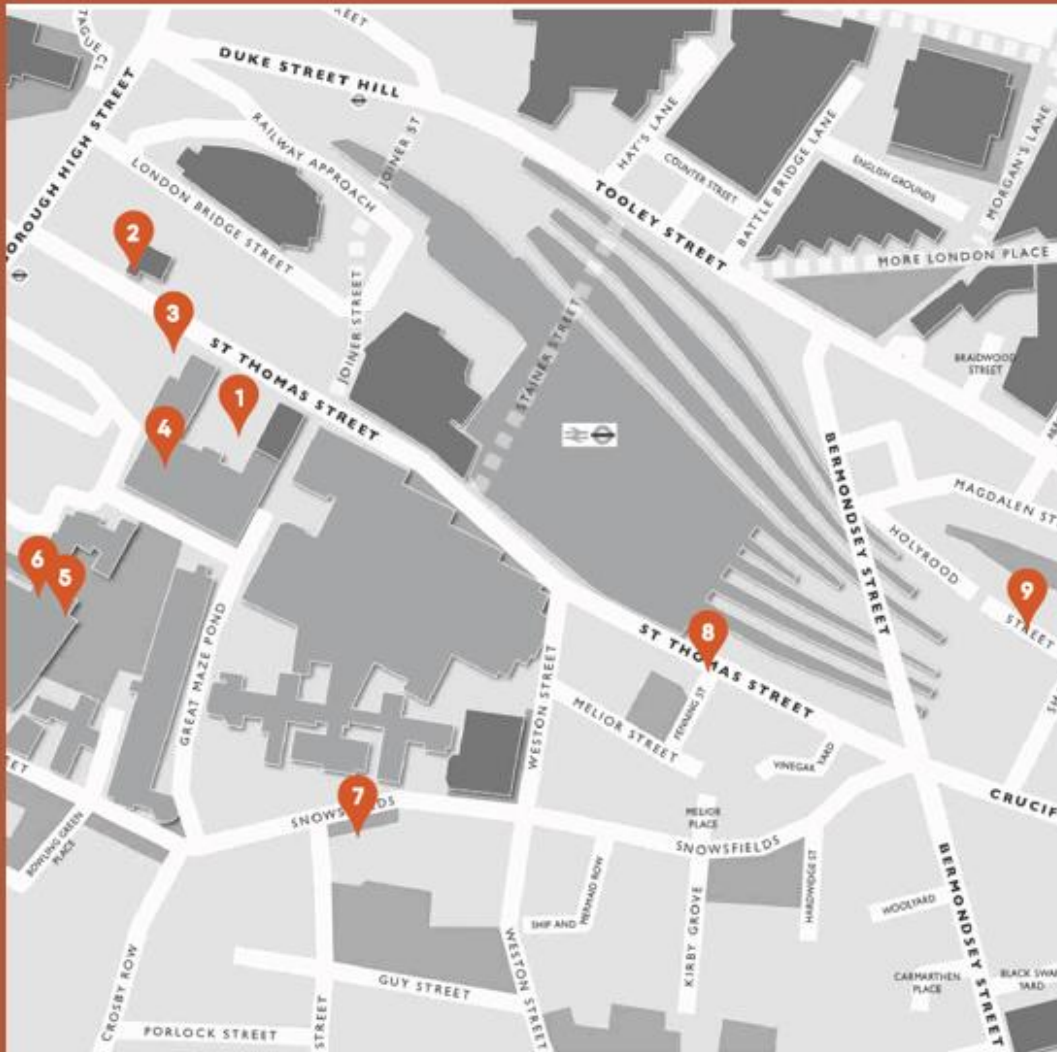 TAGUE CL
REET
DUKE STREET HILL
OROUGH HIGH STREET
RAILWAY APPROACH
JOINER ST
LONDON BRIDGE STREET
HAY'S LANE
COUNTER STREET
BATTLE BRIDGE LANE
ENGLISH GROUNDS
MORGAN'S LANE
TOOLEY STREET
MORE LONDON PLACE
2
3
JOINER STREET
STAINER STREET
BRAIDWOOD
STREET
ST THOMAS STREET
1
4
BERMONDSEY STREET
MAGDALEN ST
HOLYROOD
STREET
6
5
9
8
ST THOMAS STREET
GREAT MAZE POND
WESTON STREET
MELIOR STREET
FENNING ST
VINEGAR YARD
7
SNOWSFIELDS
MELIOR
PLACE
SNOWSFIELDS
CRUCIF
EET
BOWLING GREEN
PLACE
HARDWIDGE ST
BERMONDSEY STREET
WOOLYARD
SHIP AND
MERMAID ROW
KIRBY GROVE
CROSBY ROW
WESTON STREET
GUY STREET
CARMARTHEN
PLACE
BLACK SWAN
YARD
PORLOCK STREET
STREET